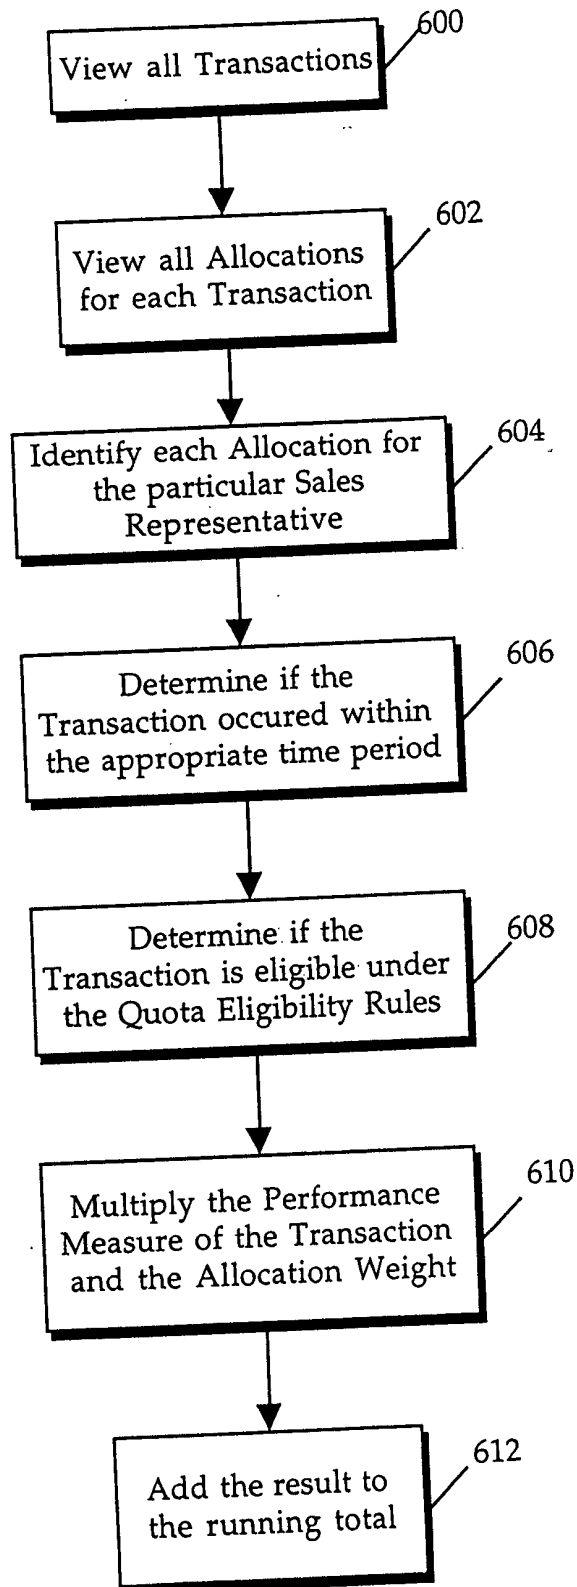 600
View all Transactions
602
View all Allocations
for each Transaction
604
Identify each Allocation for
the particular Sales
Representative
606
Determine if the
Transaction occured within
the appropriate time period
608
Determine if the
Transaction is eligible under
the Quota Eligibility Rules
610
Multiply the Performance
Measure of the Transaction
and the Allocation Weight
612
Add the result to
the running total